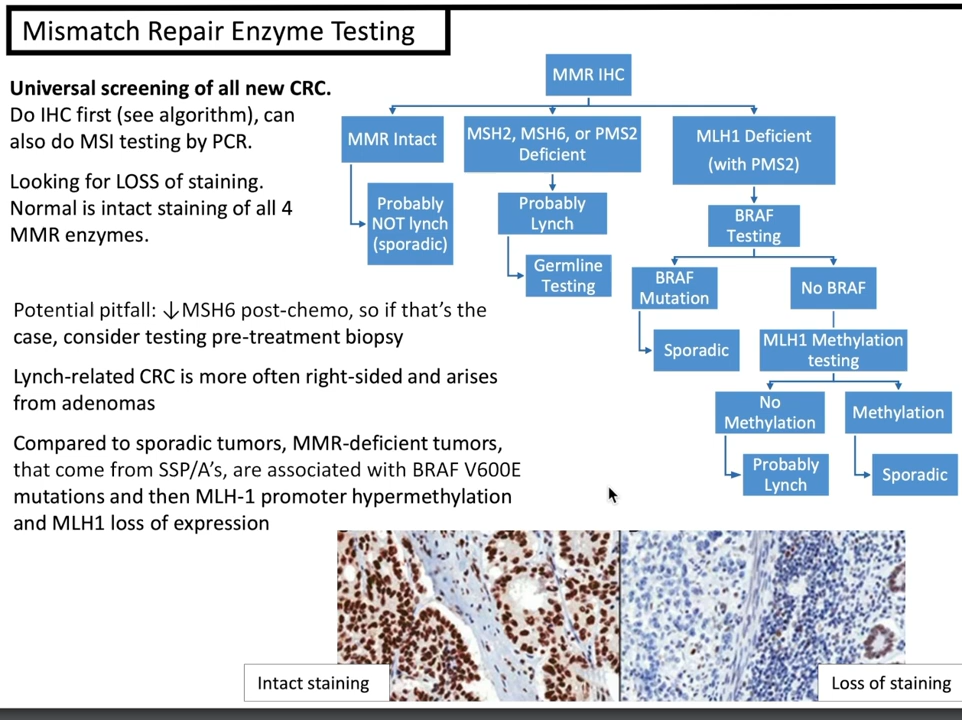 Mismatch Repair Enzyme Testing
Universal screening of all new CRC.
Do IHC first (see algorithm), can
also do MSI testing by PCR.
Looking for LOSS of staining.
Normal is intact staining of all 4
MMR enzymes.
Potential pitfall: ↓MSH6 post-chemo, so if that's the
case, consider testing pre-treatment biopsy
Lynch-related CRC is more often right-sided and arises
from adenomas
Compared to sporadic tumors, MMR-deficient tumors,
that come from SSP/A's, are associated with BRAF V600E
mutations and then MLH-1 promoter hypermethylation
and MLH1 loss of expression
MMR IHC
MMR Intact
Probably
NOT lynch
(sporadic)
MSH2, MSH6, or PMS2
Deficient
Probably
Lynch
Germline
Testing
MLH1 Deficient
(with PMS2)
BRAF
Testing
BRAF
Mutation
Sporadic
No BRAF
MLH1 Methylation
testing
No
Methylation
Probably
Lynch
Methylation
Sporadic
Intact staining
Loss of staining